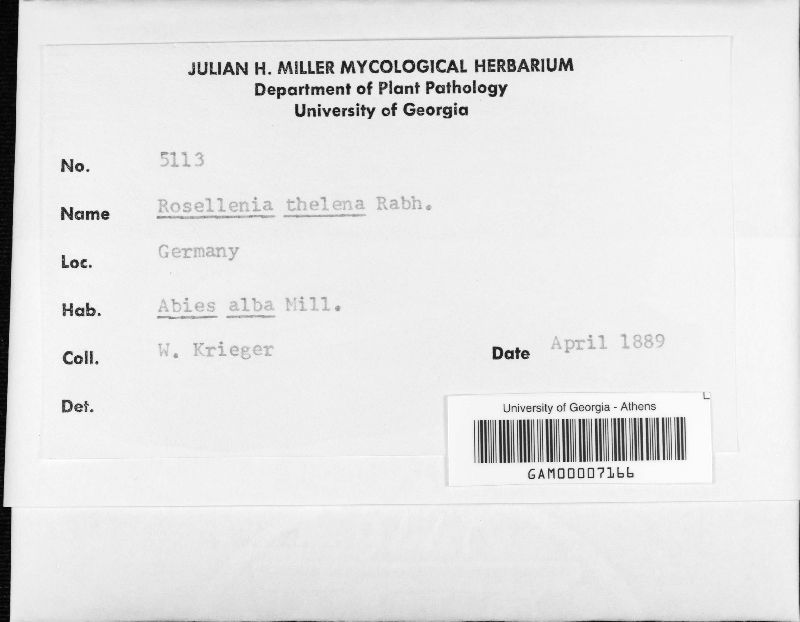 JULIAN H. MILLER MYCOLOGICAL HERBARIUM
Department of Plant Pathology
University of Georgia
No. 5113
Name Rosellenia thelena Rabh.
Loc. Germany
Hab. Abies alba Mill.
Coll. W. Krieger Date April 1889
Det.
University of Georgia - Athens
GAM00007166